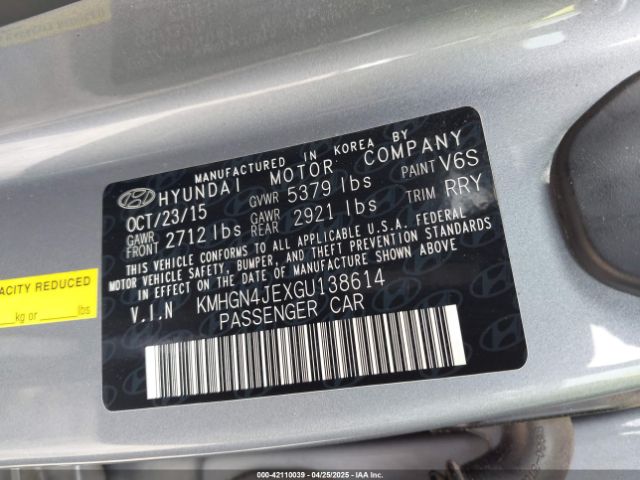 MANUFACTURED IN KOREA BY
HYUNDAI MOTOR COMPANY
OCT/23/15 GVWR 5379 lbs PAINT V6S
GAWR FRONT 2712 lbs GAWR REAR 2921 lbs TRIM RRY
THIS VEHICLE CONFORMS TO ALL APPLICABLE U.S.A. FEDERAL
MOTOR VEHICLE SAFETY, BUMPER, AND THEFT PREVENTION STANDARDS
IN EFFECT ON THE DATE OF MANUFACTURE SHOWN ABOVE.
V.I.N KMHGN4JEXGU138614
PASSENGER CAR
ACITY REDUCED
kg or lbs
000-42110039 - 04/25/2025 - IAAI.COM